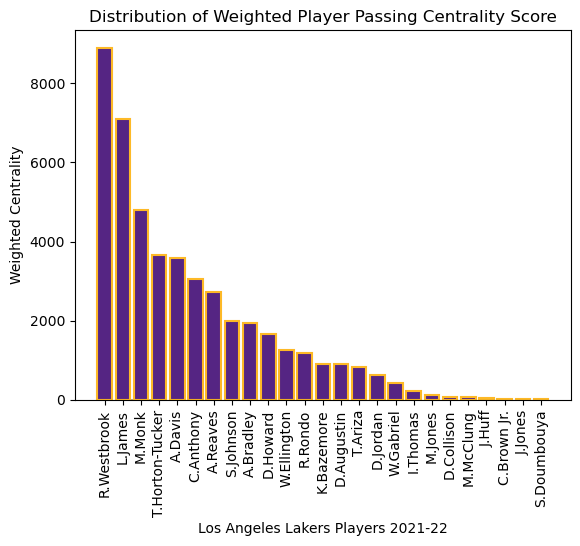 Distribution of Weighted Player Passing Centrality Score
Weighted Centrality
8000
6000
4000
2000
0
R.Westbrook
L.James
M.Monk
T.Horton-Tucker
A.Davis
C.Anthony
A.Reaves
S.Johnson
A.Bradley
D.Howard
W.Ellington
R.Rondo
K.Bazemore
D.Augustin
T.Ariza
D.Jordan
W.Gabriel
I.Thomas
M.Jones
D.Collison
M.McClung
J.Huff
C.Brown Jr.
J.Jones
S.Doumbouya
Los Angeles Lakers Players 2021-22